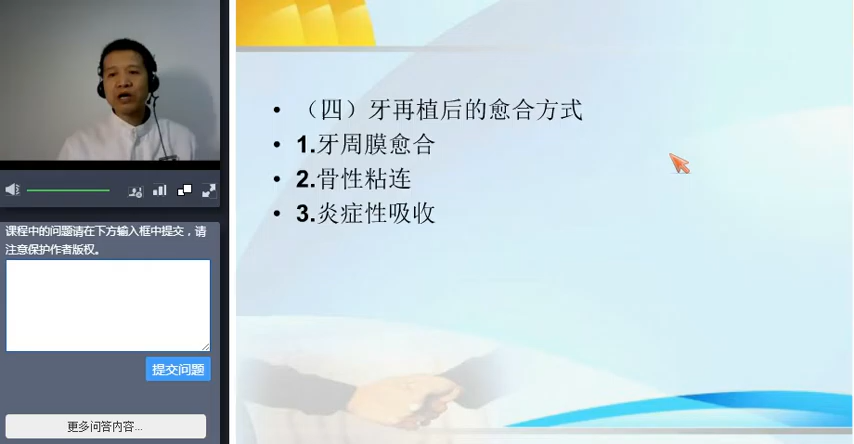 （四）牙再植后的愈合方式
1.牙周膜愈合
2.骨性粘连
3.炎症性吸收
课程中的问题请在下方输入框中提交，请
注意保护作者版权。
提交问题
更多问答内容...